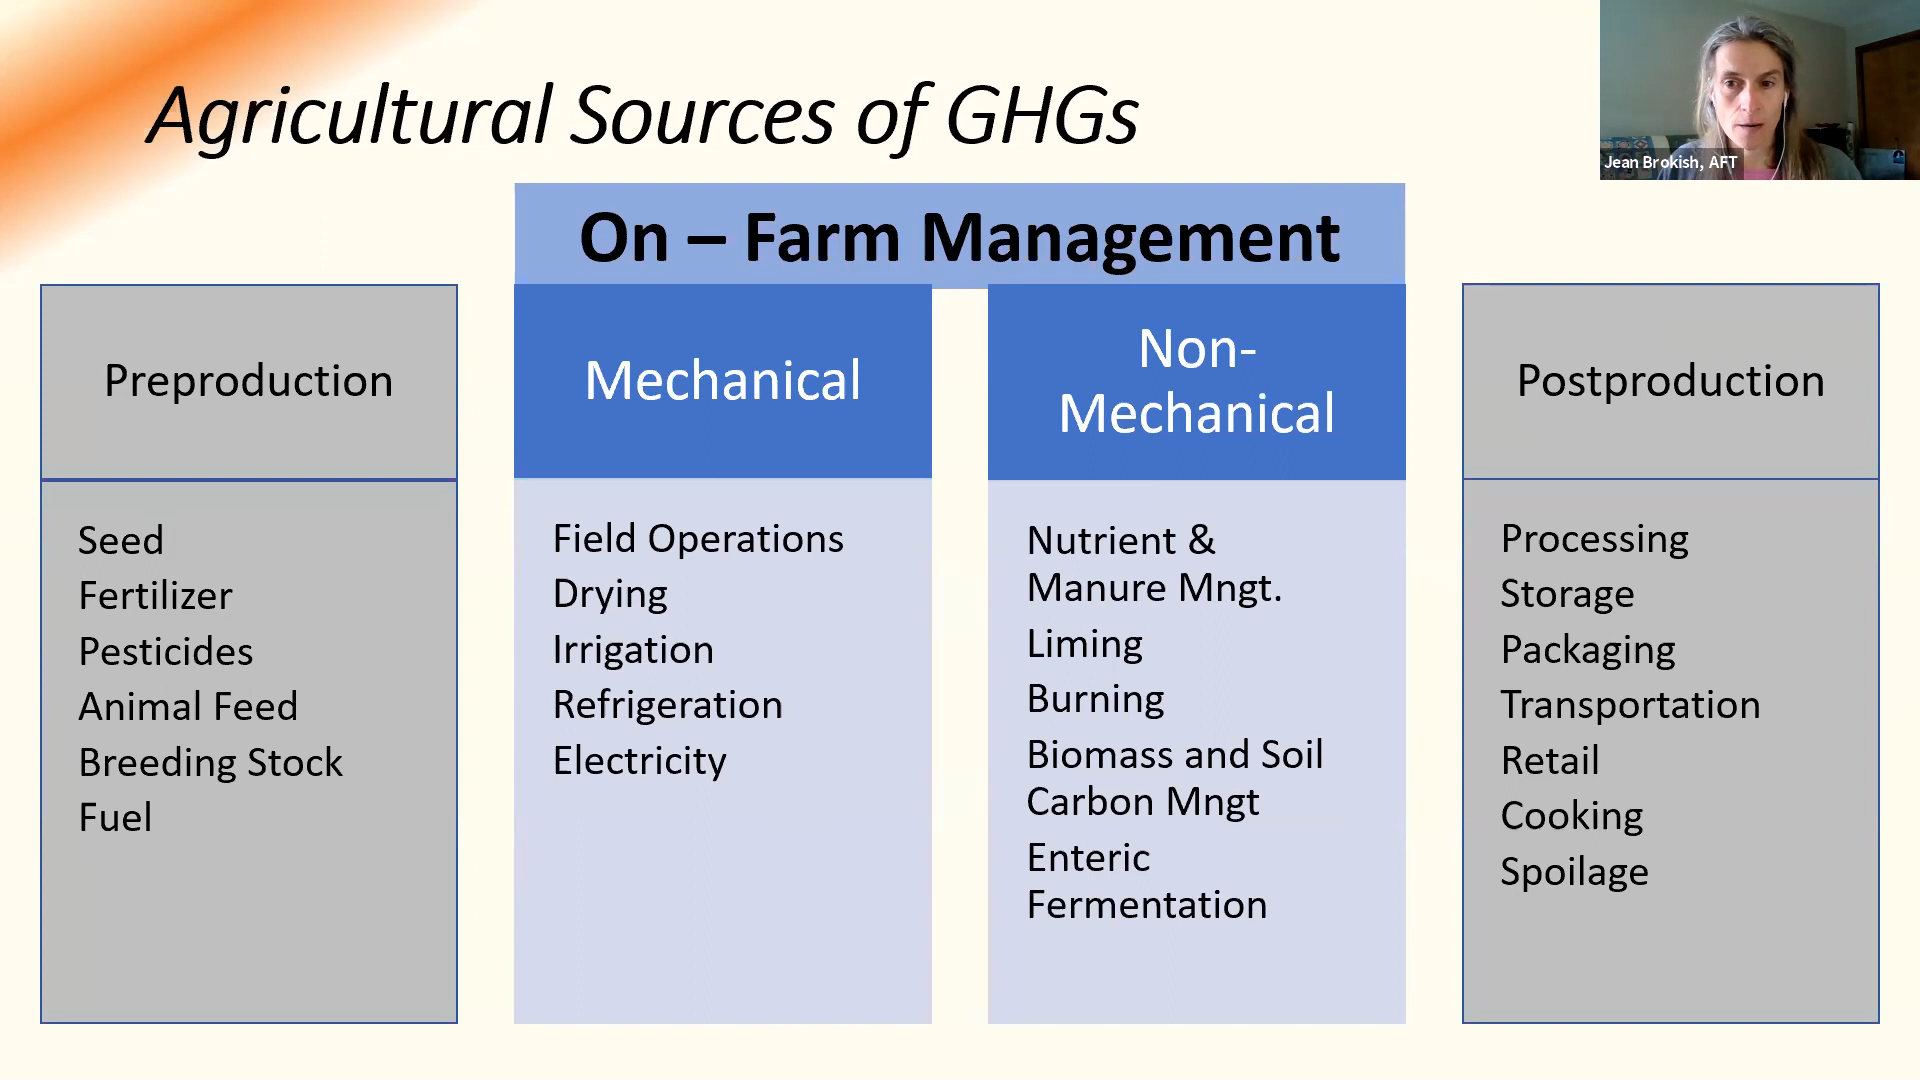 Agricultural Sources of GHGs
Jean Brokish, AFT
On – Farm Management
Preproduction
Seed
Fertilizer
Pesticides
Animal Feed
Breeding Stock
Fuel
Mechanical
Field Operations
Drying
Irrigation
Refrigeration
Electricity
Non-
Mechanical
Nutrient &
Manure Mngt.
Liming
Burning
Biomass and Soil
Carbon Mngt
Enteric
Fermentation
Postproduction
Processing
Storage
Packaging
Transportation
Retail
Cooking
Spoilage